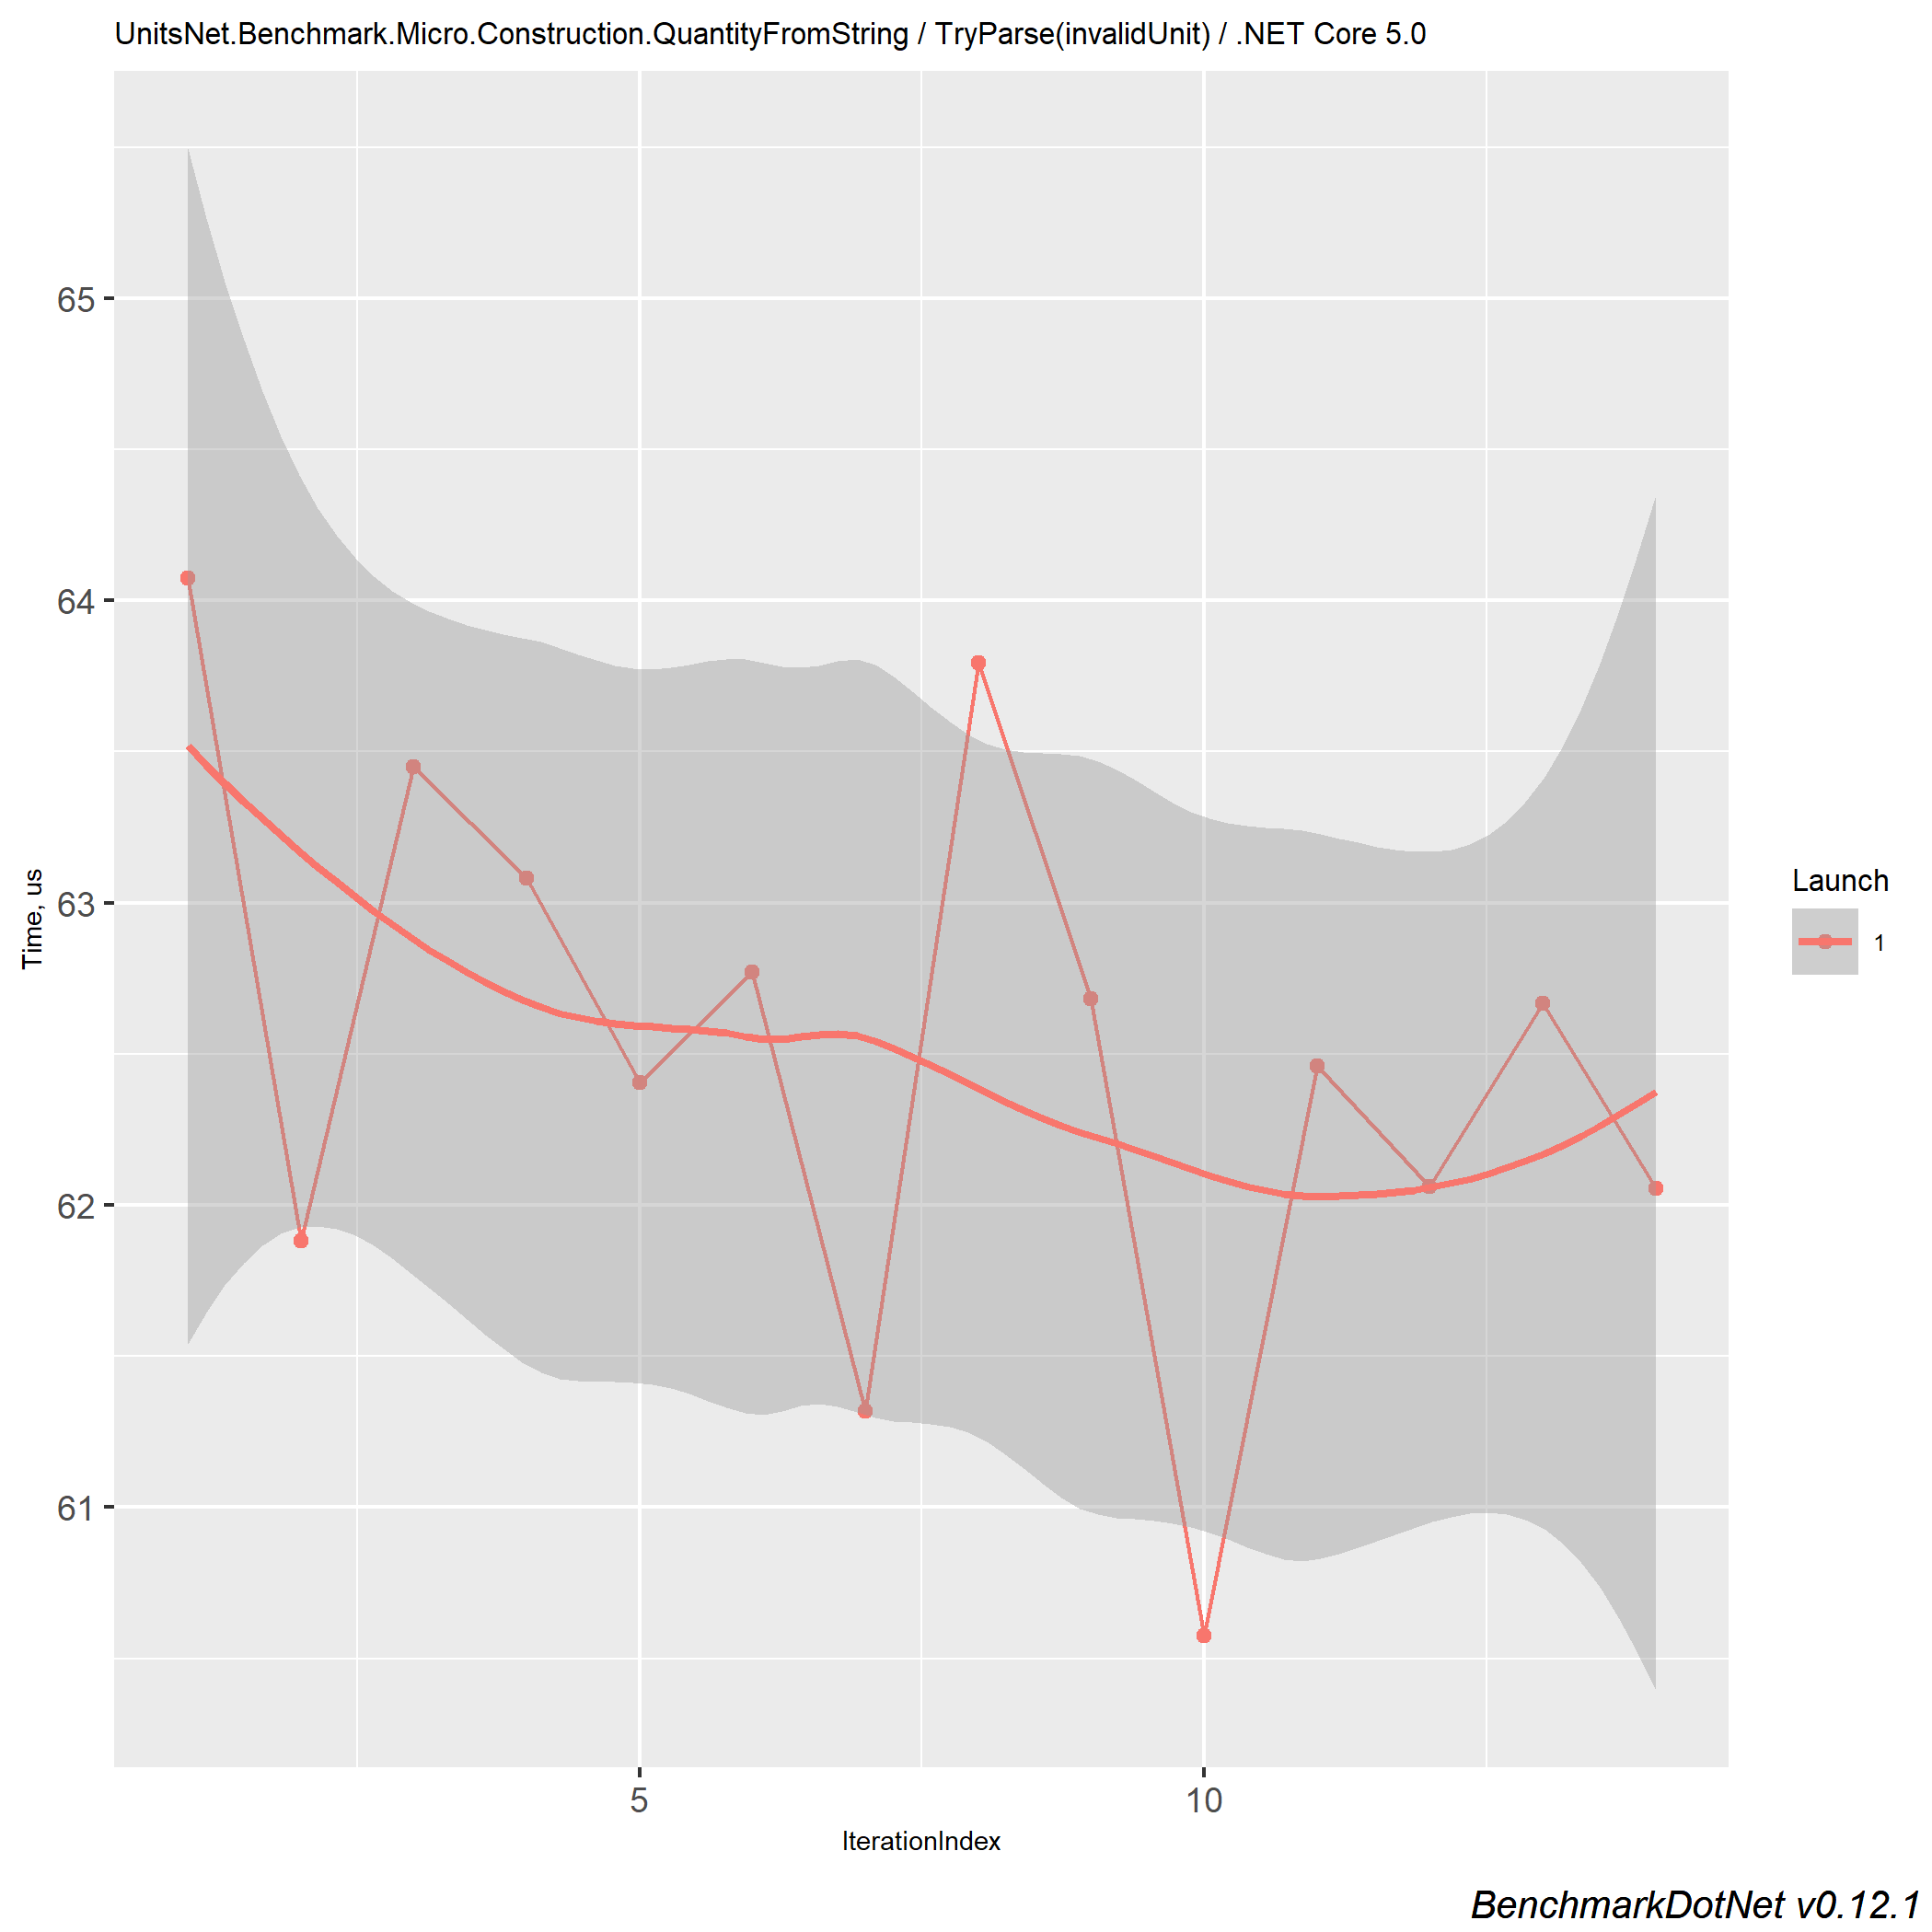 UnitsNet.Benchmark.Micro.Construction.QuantityFromString / TryParse(invalidUnit) / .NET Core 5.0
65
64
63
62
61
Time, us
5
10
IterationIndex
Launch
1
BenchmarkDotNet v0.12.1